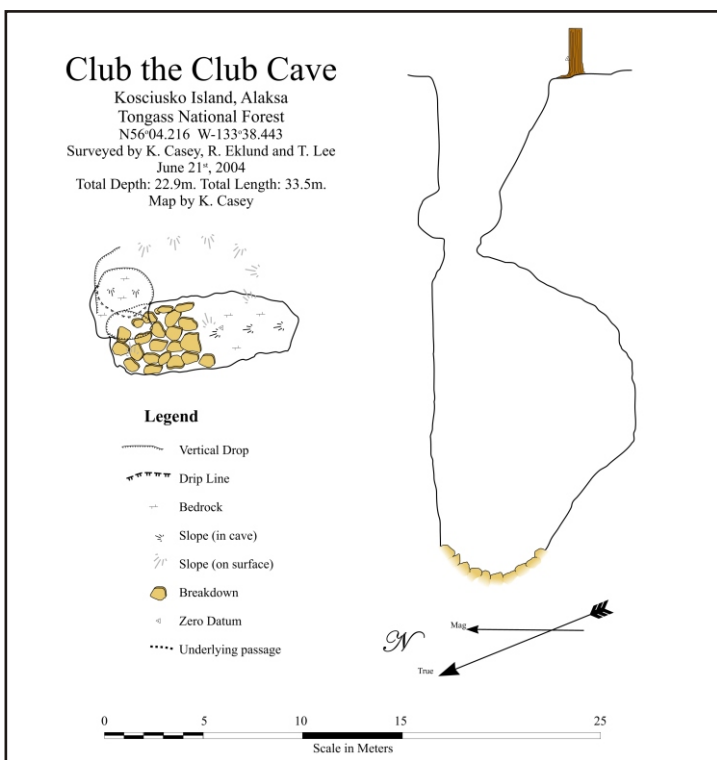 Club the Club Cave
Kosciusko Island, Alaksa
Tongass National Forest
N56°04.216 W-133°38.443
Surveyed by K. Casey, R. Eklund and T. Lee
June 21st, 2004
Total Depth: 22.9m. Total Length: 33.5m.
Map by K. Casey
Legend
Vertical Drop
Drip Line
Bedrock
Slope (in cave)
Slope (on surface)
Breakdown
Zero Datum
Underlying passage
N
Mag
True
0 5 10 15 25
Scale in Meters